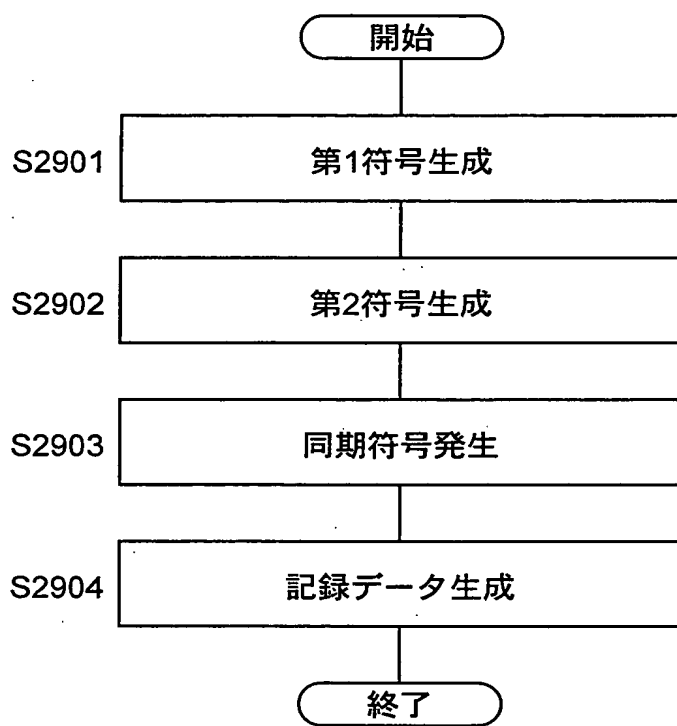 開始
S2901 第1符号生成
S2902 第2符号生成
S2903 同期符号発生
S2904 記録データ生成
終了